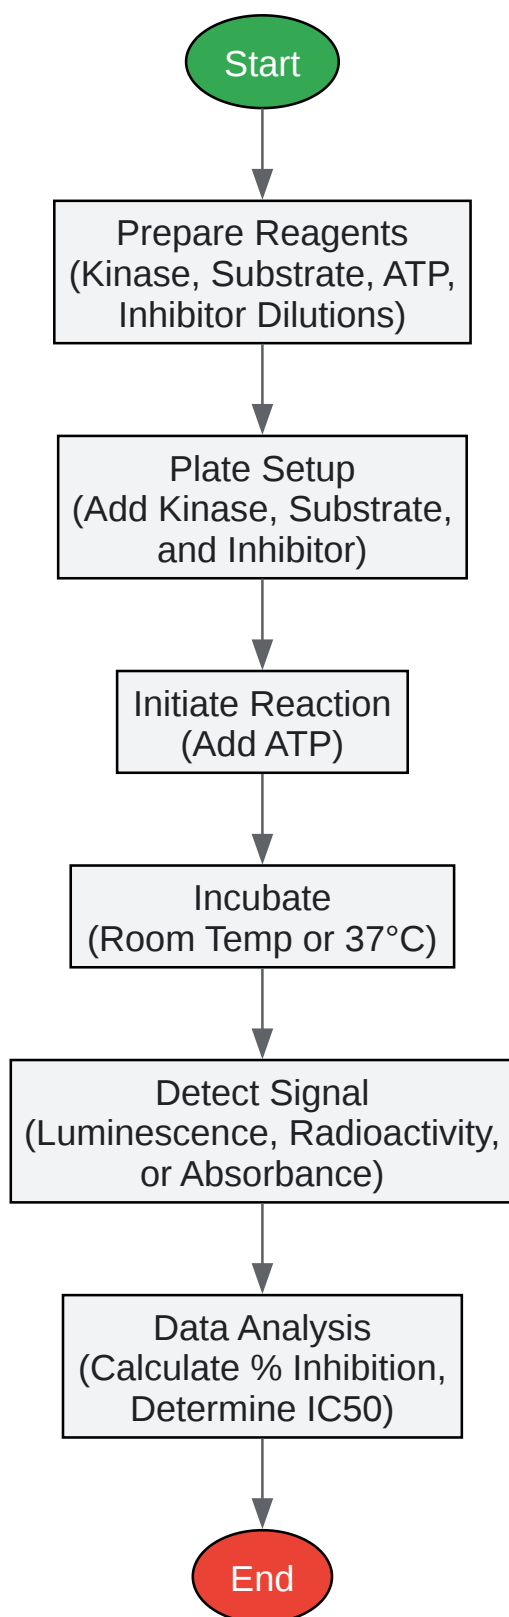 Start
Prepare Reagents
(Kinase, Substrate, ATP,
Inhibitor Dilutions)
Plate Setup
(Add Kinase, Substrate,
and Inhibitor)
Initiate Reaction
(Add ATP)
Incubate
(Room Temp or 37°C)
Detect Signal
(Luminescence, Radioactivity,
or Absorbance)
Data Analysis
(Calculate % Inhibition,
Determine IC50)
End